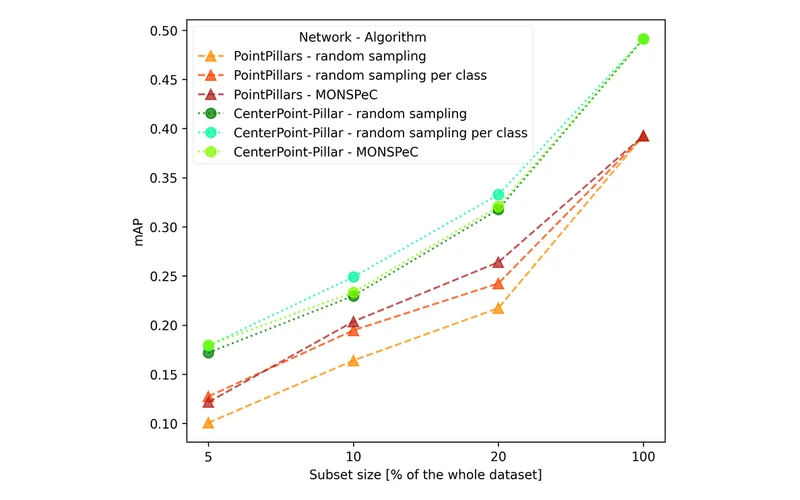 Network - Algorithm
PointPillars - random sampling
PointPillars - random sampling per class
PointPillars - MONSPeC
CenterPoint-Pillar - random sampling
CenterPoint-Pillar - random sampling per class
CenterPoint-Pillar - MONSPeC
mAP
0.50
0.45
0.40
0.35
0.30
0.25
0.20
0.15
0.10
5 10 20 100
Subset size [% of the whole dataset]